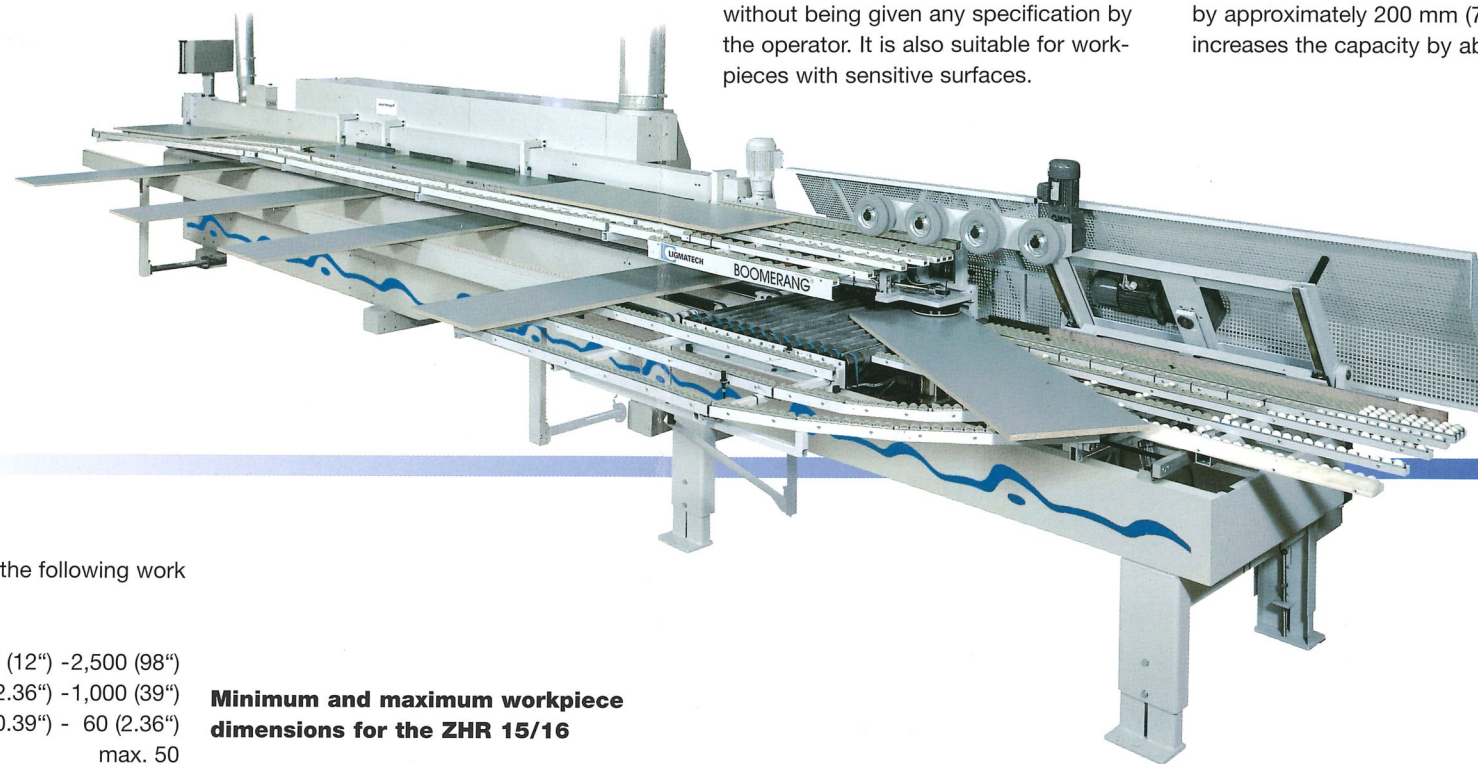 without being given any specification by
the operator. It is also suitable for work-
pieces with sensitive surfaces.
by approximately 200 mm (7
increases the capacity by ab
LIGMATECH
BOOMERANG
the following work
(12“) -2,500 (98“)
2.36“) -1,000 (39“)
0.39“) - 60 (2.36“)
max. 50
Minimum and maximum workpiece
dimensions for the ZHR 15/16